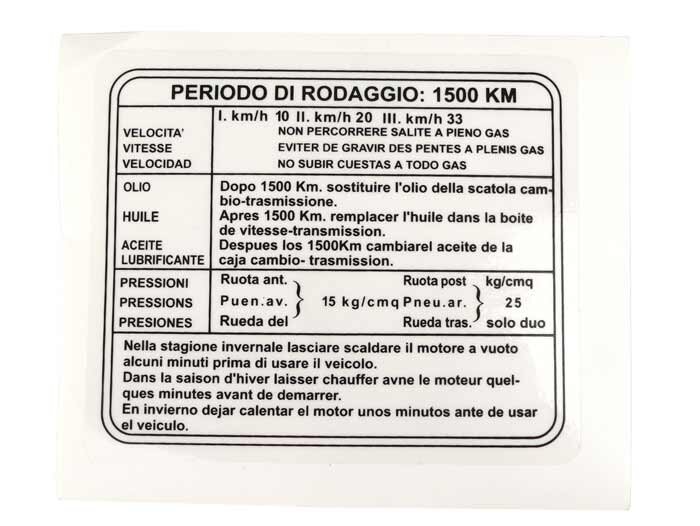 PERIODO DI RODAGGIO: 1500 KM
I. km/h 10 II. km/h 20 III. km/h 33
VELOCITA' NON PERCORRERE SALITE A PIENO GAS
VITESSE EVITER DE GRAVIR DES PENTES A PLENIS GAS
VELOCIDAD NO SUBIR CUESTAS A TODO GAS
OLIO Dopo 1500 Km. sostituire l'olio della scatola cam-
bio-trasmissione.
HUILE Apres 1500 Km. remplacer l'huile dans la boite
de vitesse-transmission.
ACEITE Despues los 1500Km cambiarel aceite de la
LUBRIFICANTE caja cambio- trasmission.
PRESSIONI Ruota ant. Ruota post kg/cmq
PRESSIONS Puen.av. 15 kg/cmq Pneu.ar. 25
PRESIONES Rueda del Rueda tras. solo duo
Nella stagione invernale lasciare scaldare il motore a vuoto
alcuni minuti prima di usare il veicolo.
Dans la saison d'hiver laisser chauffer avne le moteur quel-
ques minutes avant de demarrer.
En invierno dejar calentar el motor unos minutos ante de usar
el veiculo.